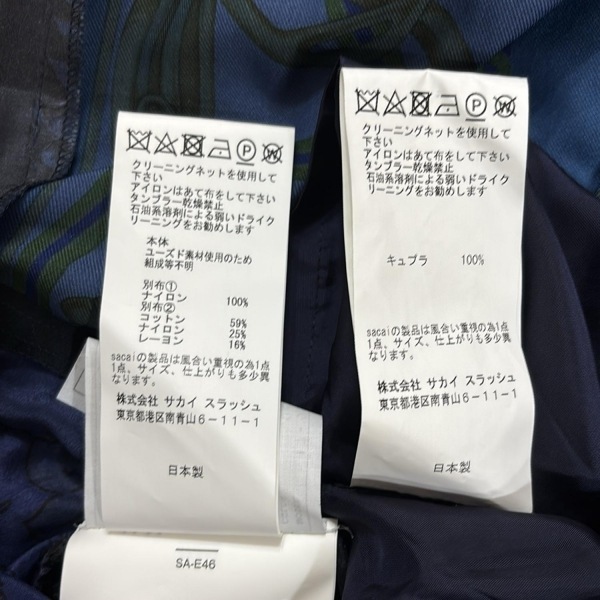 クリーニングネットを使用して
下さい
アイロンはあて布をして下さい
タンブラー乾燥禁止
石油系溶剤による弱いドライク
リーニングをお勧めします
本体
ユーズド素材使用のため
組成等不明
別布①
ナイロン 100%
別布②
コットン 59%
ナイロン 25%
レーヨン 16%
sacaiの製品は風合い重視の為1点
1点、サイズ、仕上がりも多少異
なります。
株式会社 サカイ スラッシュ
東京都港区南青山6-11-1
日本製
SA-E46
クリーニングネットを使用して
下さい
アイロンはあて布をして下さい
タンブラー乾燥禁止
石油系溶剤による弱いドライク
リーニングをお勧めします
キュプラ 100%
sacaiの製品は風合い重視の為1点
1点、サイズ、仕上がりも多少異
なります。
株式会社 サカイ スラッシュ
東京都港区南青山6-11-1
日本製